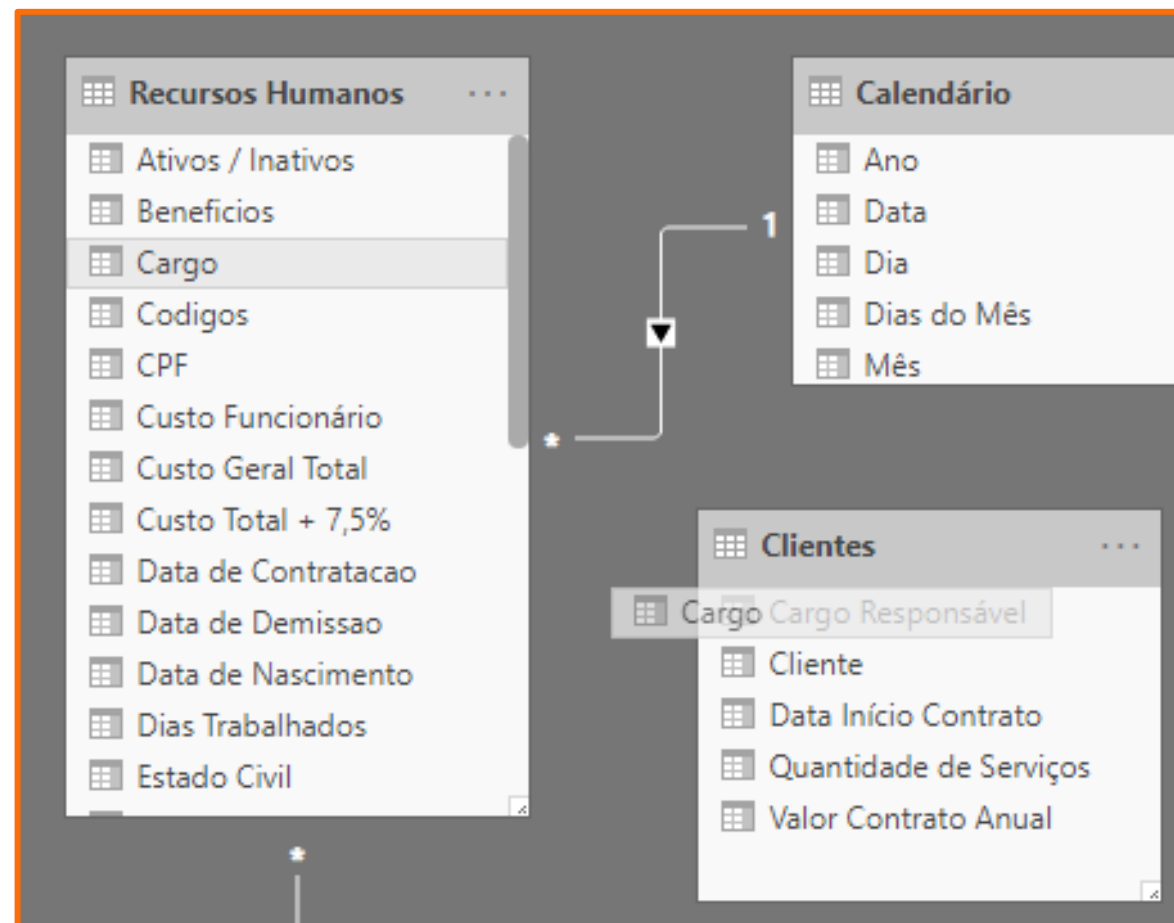 Recursos Humanos
Ativos / Inativos
Beneficios
Cargo
Codigos
CPF
Custo Funcionário
Custo Geral Total
Custo Total + 7,5%
Data de Contratacao
Data de Demissao
Data de Nascimento
Dias Trabalhados
Estado Civil
*
*
1
Calendário
Ano
Data
Dia
Dias do Mês
Mês
Clientes
Cargo Cargo Responsável
Cliente
Data Início Contrato
Quantidade de Serviços
Valor Contrato Anual